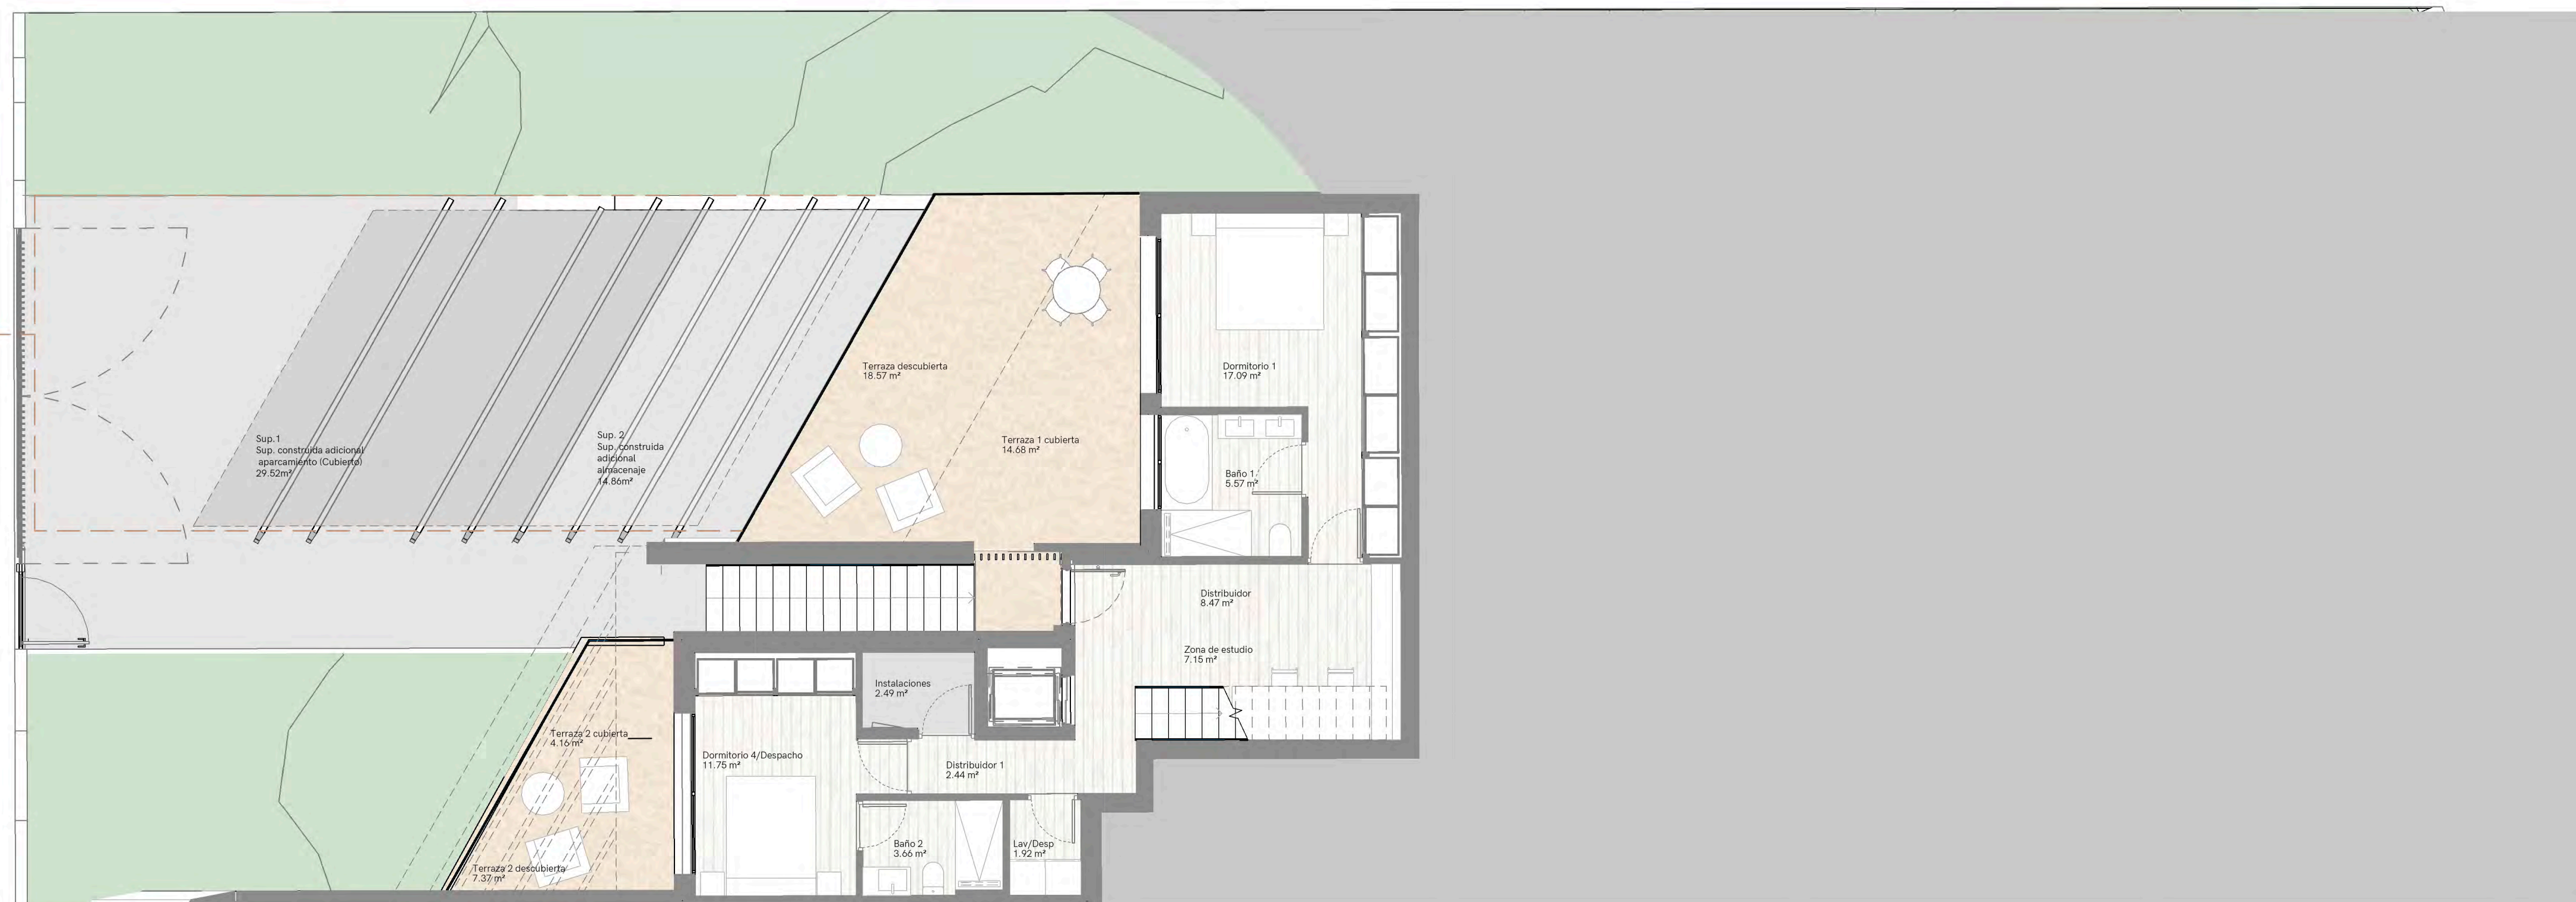 Terraza descubierta
18.57 m²
Dormitorio 1
17.09 m²
Sup.1
Sup. construida adicional
aparcamiento (Cubierto)
29.52m²
Sup. 2
Sup. construida
adicional
almacenaje
14.86m²
Terraza 1 cubierta
14.68 m²
Baño 1
5.57 m²
Distribuidor
8.47 m²
Zona de estudio
7.15 m²
Instalaciones
2.49 m²
Terraza 2 cubierta
4.16 m²
Dormitorio 4/Despacho
11.75 m²
Distribuidor 1
2.44 m²
Baño 2
3.66 m²
Lav/Desp
1.92 m²
Terraza 2 descubierta
7.37 m²